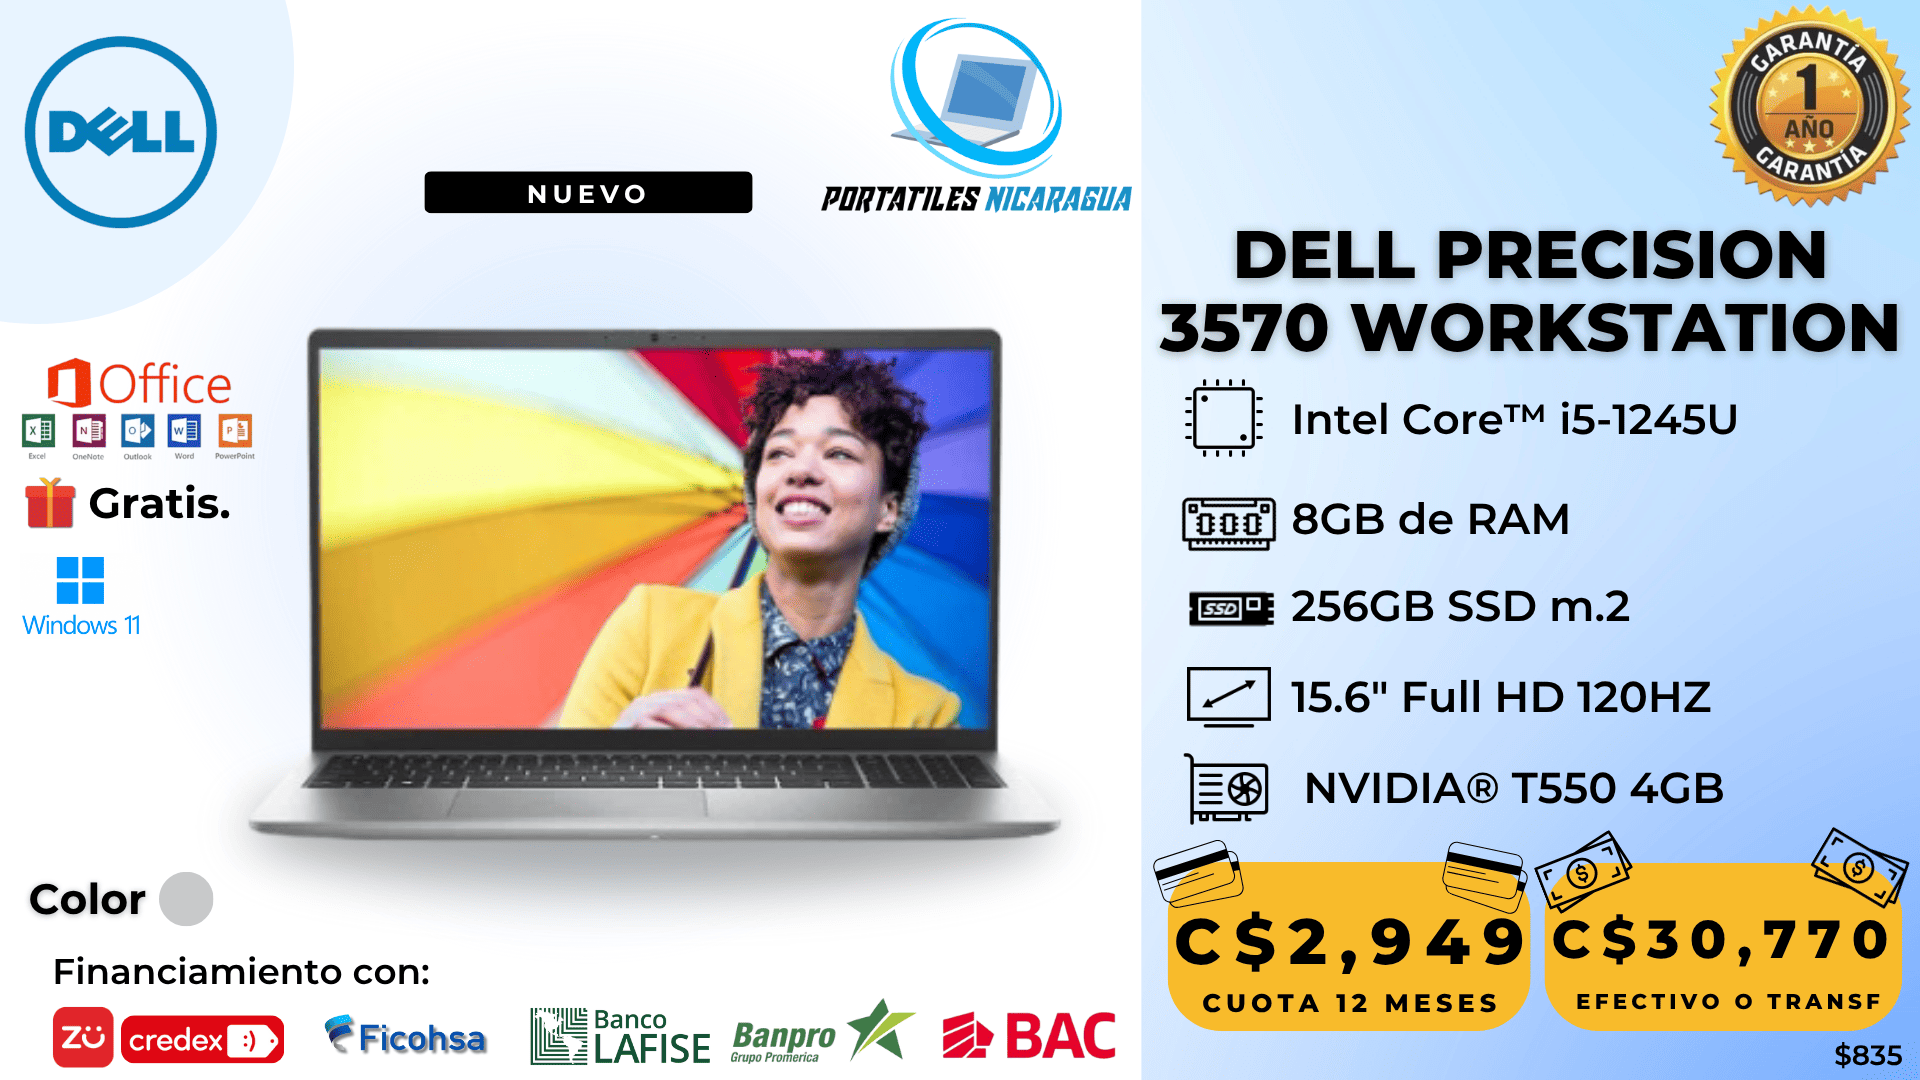 DELL
NUEVO
PORTATILES NICARAGUA
GARANTÍA
1
AÑO
GARANTÍA
DELL PRECISION
3570 WORKSTATION
Office
Excel
OneNote
Outlook
Word
PowerPoint
Gratis.
Windows 11
Intel Core™ i5-1245U
8GB de RAM
SSD
256GB SSD m.2
15.6" Full HD 120HZ
NVIDIA® T550 4GB
Color
Financiamiento con:
zü
credex :)
Ficohsa
Banco
LAFISE
Banpro
Grupo Promerica
BAC
C$2,949
CUOTA 12 MESES
C$30,770
EFECTIVO O TRANSF
$835